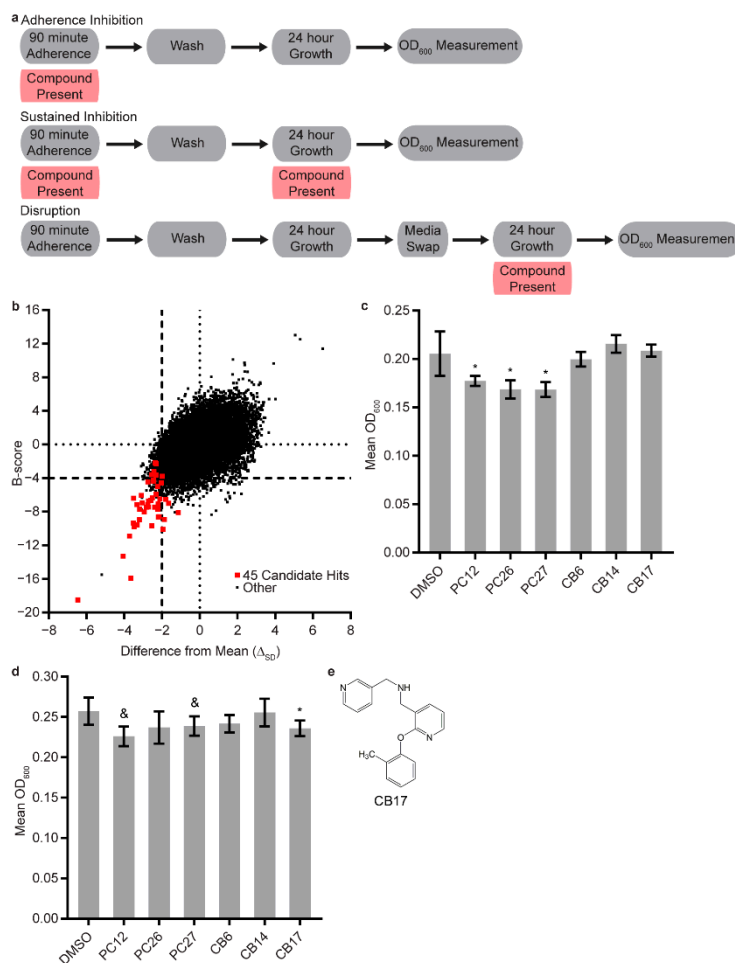 a Adherence Inhibition
90 minute
Adherence
Wash
24 hour
Growth
OD600 Measurement
Compound
Present
Sustained Inhibition
90 minute
Adherence
Wash
24 hour
Growth
OD600 Measurement
Compound
Present
Compound
Present
Disruption
90 minute
Adherence
Wash
24 hour
Growth
Media
Swap
24 hour
Growth
OD600 Measurement
Compound
Present
b
16
12
8
4
0
−4
−8
−12
−16
−20
B-score
45 Candidate Hits
Other
−8 −6 −4 −2 0 2 4 6 8
Difference from Mean (ΔSD)
c
0.25
0.20
0.15
0.10
0.05
0.00
Mean OD600
* * *
DMSO PC12 PC26 PC27 CB6 CB14 CB17
d
0.30
0.25
0.20
0.15
0.10
0.05
0.00
Mean OD600
& & *
DMSO PC12 PC26 PC27 CB6 CB14 CB17
e
N
NH
O
N
H3C
CB17